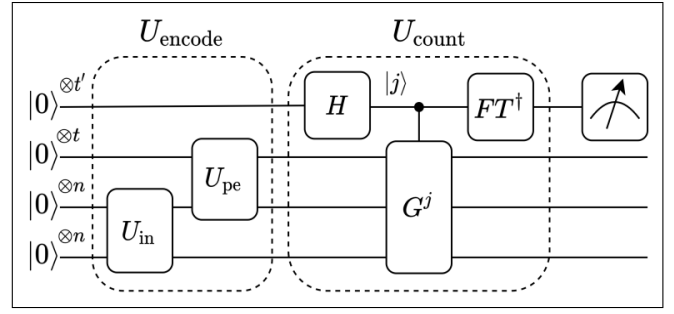 U_encode U_count
|0⟩^⊗t′ H |j⟩ FT†
|0⟩^⊗t U_pe
|0⟩^⊗n U_in G^j
|0⟩^⊗n